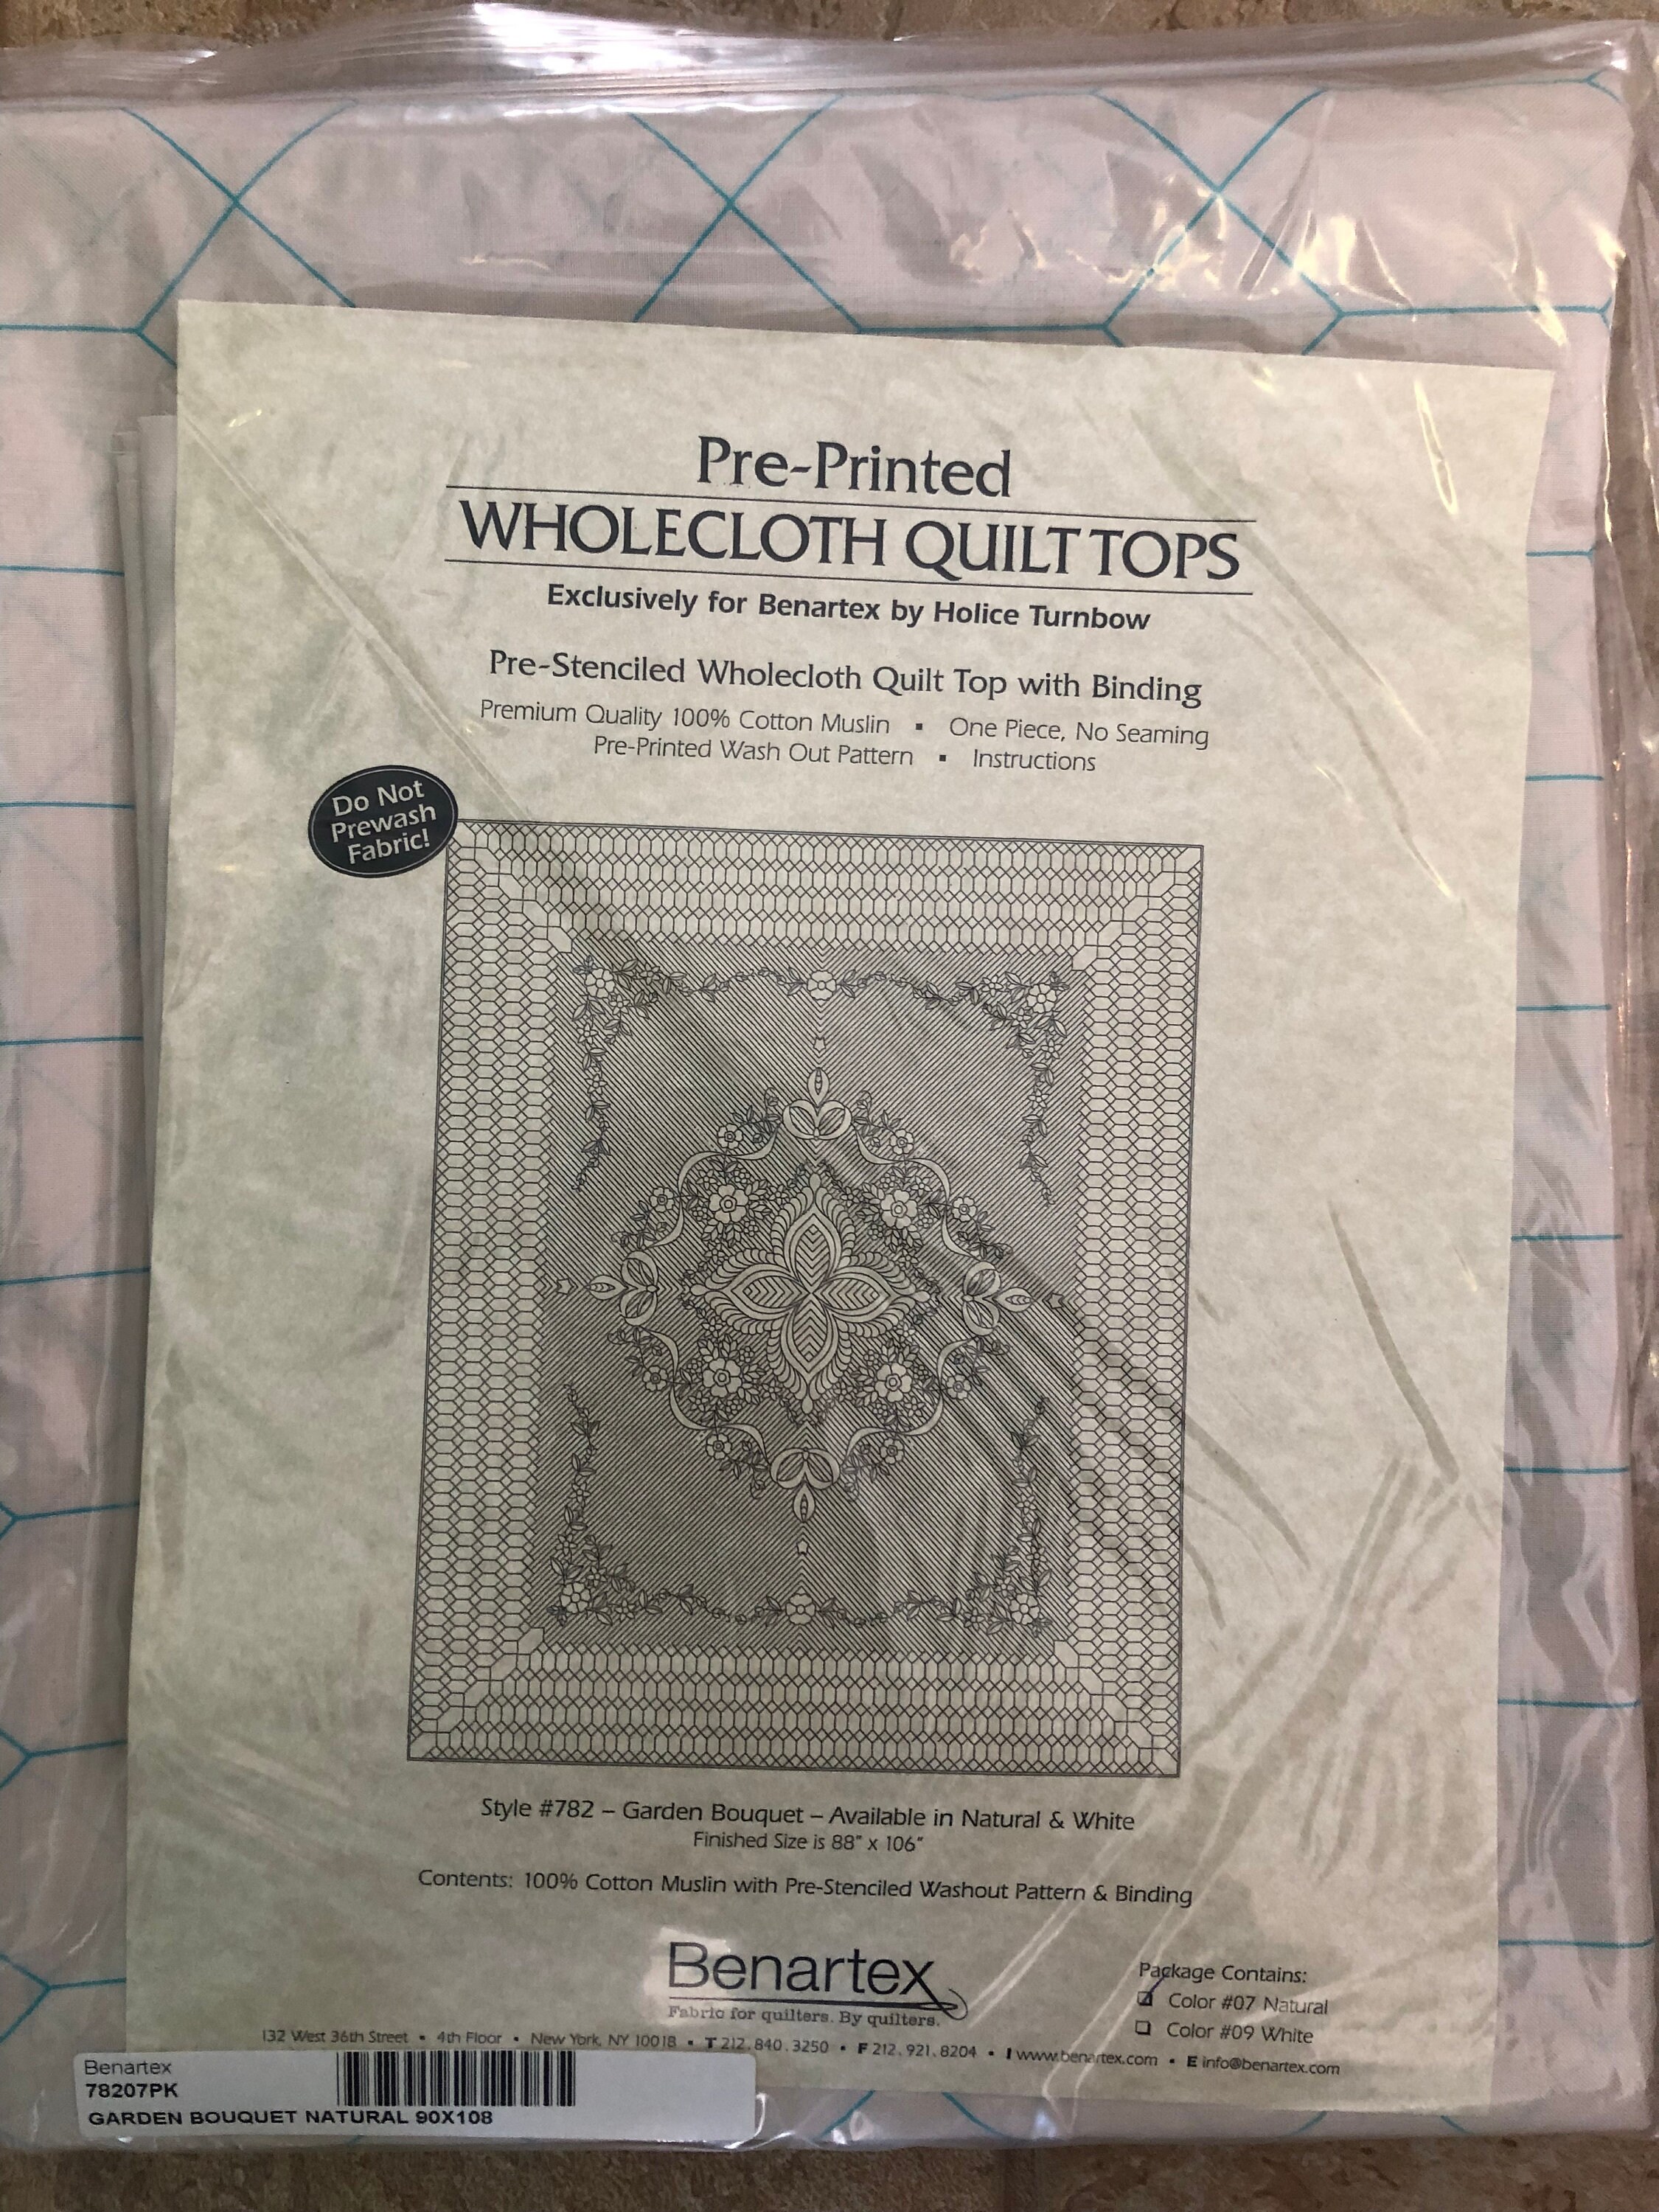 Pre-Printed
WHOLECLOTH QUILT TOPS
Exclusively for Benartex by Holice Turnbow
Pre-Stenciled Wholecloth Quilt Top with Binding
Premium Quality 100% Cotton Muslin ▪ One Piece, No Seaming
Pre-Printed Wash Out Pattern ▪ Instructions
Do Not
Prewash
Fabric!
Style #782 – Garden Bouquet – Available in Natural & White
Finished Size is 88" x 106"
Contents: 100% Cotton Muslin with Pre-Stenciled Washout Pattern & Binding
Benartex
Fabric for quilters. By quilters.
Package Contains:
Color #07 Natural
Color #09 White
132 West 36th Street • 4th Floor • New York, NY 10018 • T 212.840.3250 • F 212.921.8204 • I www.benartex.com • E info@benartex.com
Benartex
78207PK
GARDEN BOUQUET NATURAL 90X108